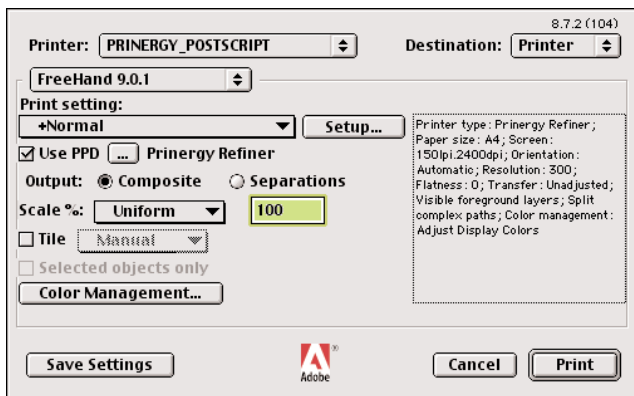 8.7.2 (104)
Printer: PRINERGY_POSTSCRIPT
Destination: Printer
FreeHand 9.0.1
Print setting:
+Normal
Setup...
Use PPD ... Prinergy Refiner
Output: Composite Separations
Scale %: Uniform 100
Tile Manual
Selected objects only
Color Management...
Printer type: Prinergy Refiner;
Paper size: A4; Screen:
150lpi.2400dpi; Orientation:
Automatic; Resolution: 300;
Flatness: 0; Transfer: Unadjusted;
Visible foreground layers; Split
complex paths; Color management:
Adjust Display Colors
Save Settings
Adobe®
Cancel
Print